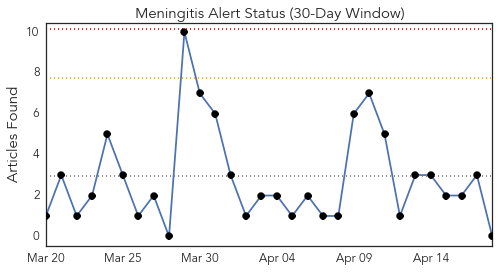 Meningitis Alert Status (30-Day Window)
Articles Found
10
8
6
4
2
0
Mar 20 Mar 25 Mar 30 Apr 04 Apr 09 Apr 14